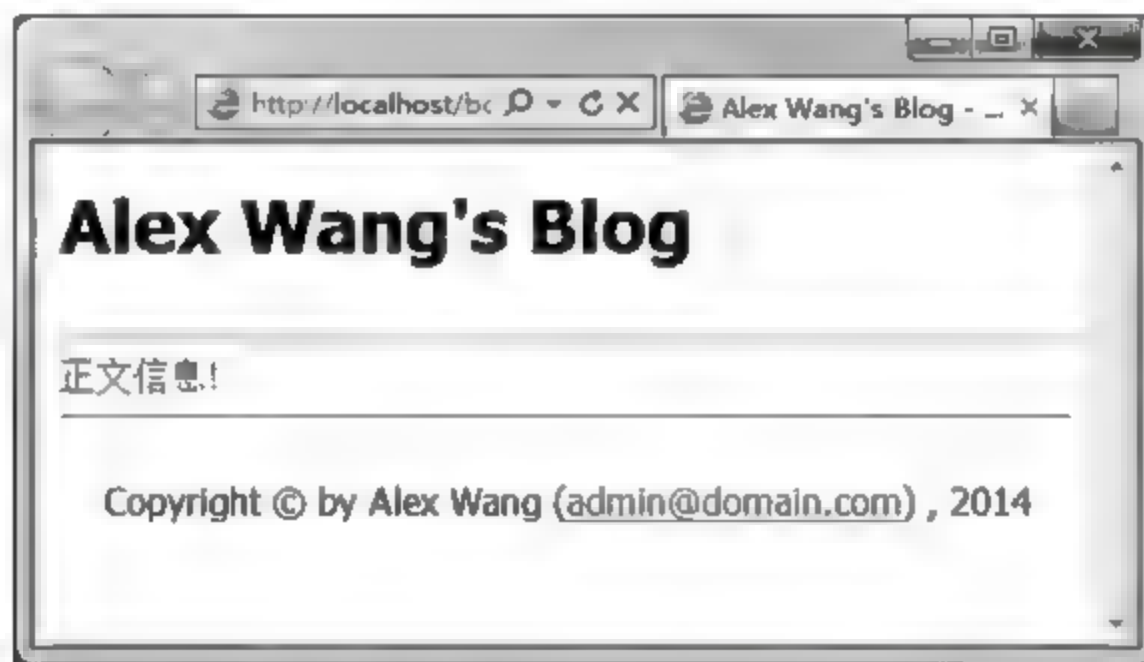 http://localhost/bc
Alex Wang's Blog - ...
Alex Wang's Blog
正文信息!
Copyright © by Alex Wang (admin@domain.com) , 2014